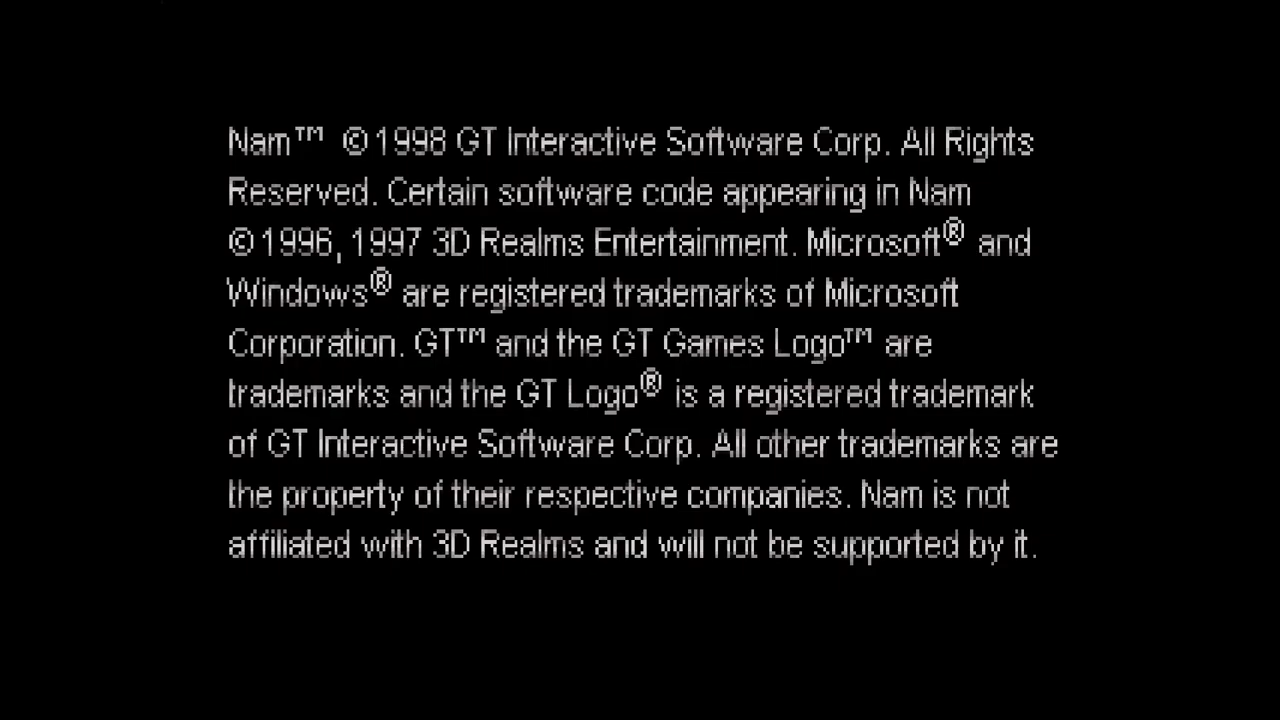 Nam™ © 1998 GT Interactive Software Corp. All Rights
Reserved. Certain software code appearing in Nam
© 1996, 1997 3D Realms Entertainment. Microsoft® and
Windows® are registered trademarks of Microsoft
Corporation. GT™ and the GT Games Logo™ are
trademarks and the GT Logo® is a registered trademark
of GT Interactive Software Corp. All other trademarks are
the property of their respective companies. Nam is not
affiliated with 3D Realms and will not be supported by it.